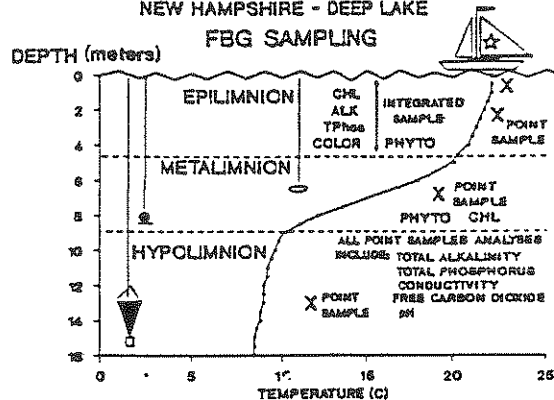 NEW HAMPSHIRE - DEEP LAKE
FBG SAMPLING
DEPTH (meters)
0
2
4
6
8
10
12
14
16
EPILIMNION
CHL
ALK
TPhos
COLOR
INTEGRATED
SAMPLE
PHYTO
X
X
POINT
SAMPLE
METALIMNION
X POINT
SAMPLE
PHYTO CHL
HYPOLIMNION
ALL POINT SAMPLES ANALYSES
INCLUDE: TOTAL ALKALINITY
TOTAL PHOSPHORUS
CONDUCTIVITY
FREE CARBON DIOXIDE
pH
X POINT
SAMPLE
0 5 15 20 25
TEMPERATURE (C)